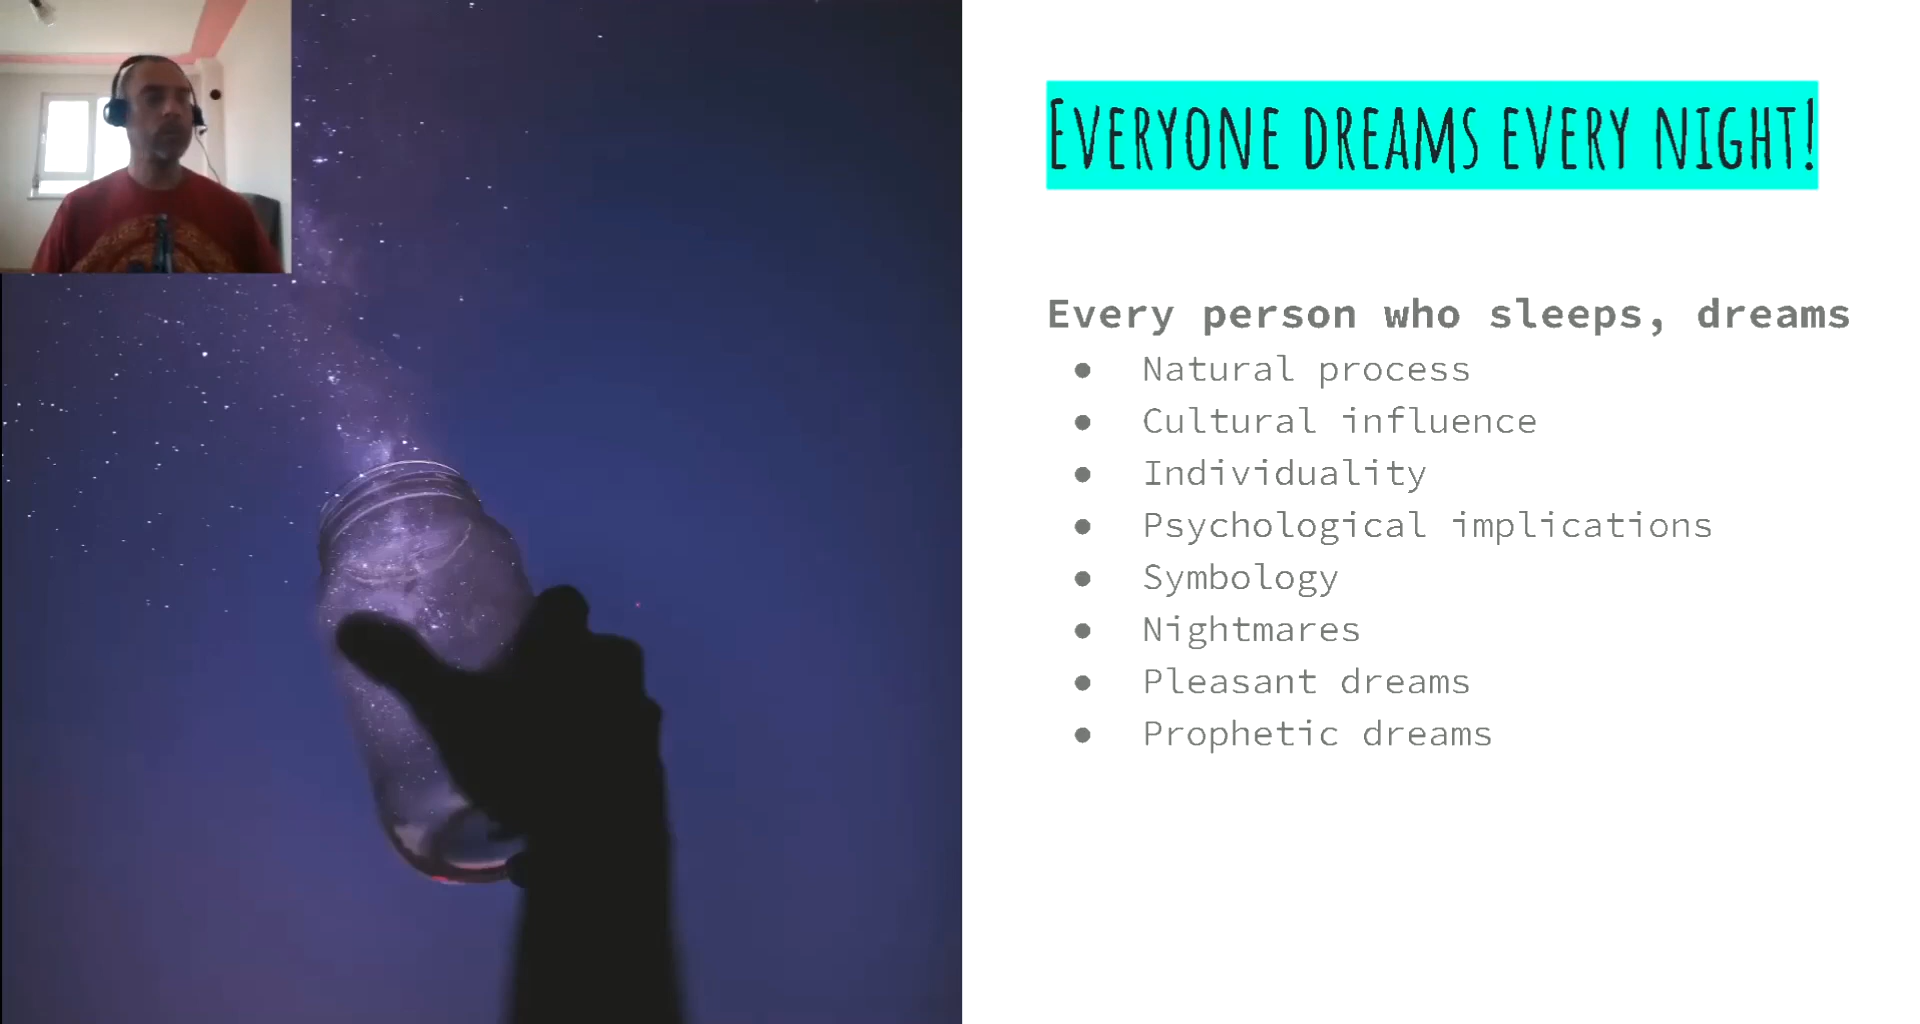 Everyone dreams every night!
Every person who sleeps, dreams
● Natural process
● Cultural influence
● Individuality
● Psychological implications
● Symbology
● Nightmares
● Pleasant dreams
● Prophetic dreams